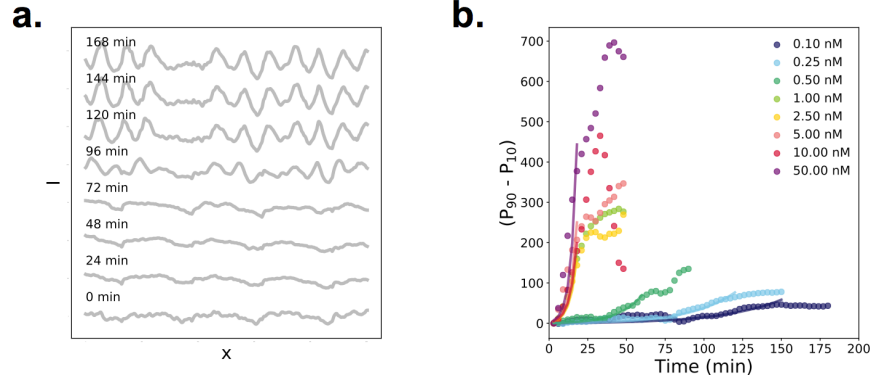 a.
168 min
144 min
120 min
96 min
72 min
48 min
24 min
0 min
I
x
b.
(P90 - P10)
700
600
500
400
300
200
100
0
0.10 nM
0.25 nM
0.50 nM
1.00 nM
2.50 nM
5.00 nM
10.00 nM
50.00 nM
0 25 50 75 100 125 150 175 200
Time (min)